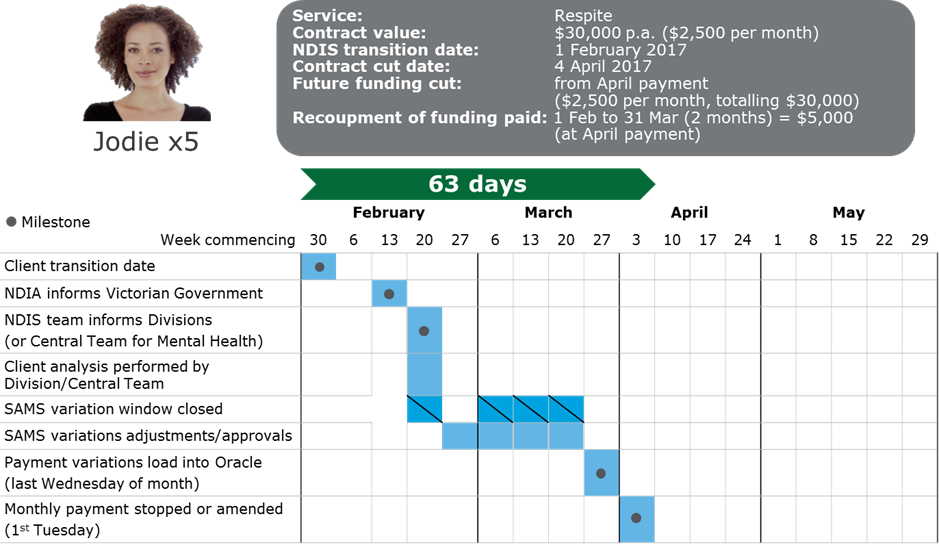 Jodie x5
Service: Respite
Contract value: $30,000 p.a. ($2,500 per month)
NDIS transition date: 1 February 2017
Contract cut date: 4 April 2017
Future funding cut: from April payment
($2,500 per month, totalling $30,000)
Recoupment of funding paid: 1 Feb to 31 Mar (2 months) = $5,000
(at April payment)
63 days
February March April May
Milestone
Week commencing 30 6 13 20 27 6 13 20 27 3 10 17 24 1 8 15 22 29
Client transition date
NDIA informs Victorian Government
NDIS team informs Divisions
(or Central Team for Mental Health)
Client analysis performed by
Division/Central Team
SAMS variation window closed
SAMS variations adjustments/approvals
Payment variations load into Oracle
(last Wednesday of month)
Monthly payment stopped or amended
(1st Tuesday)